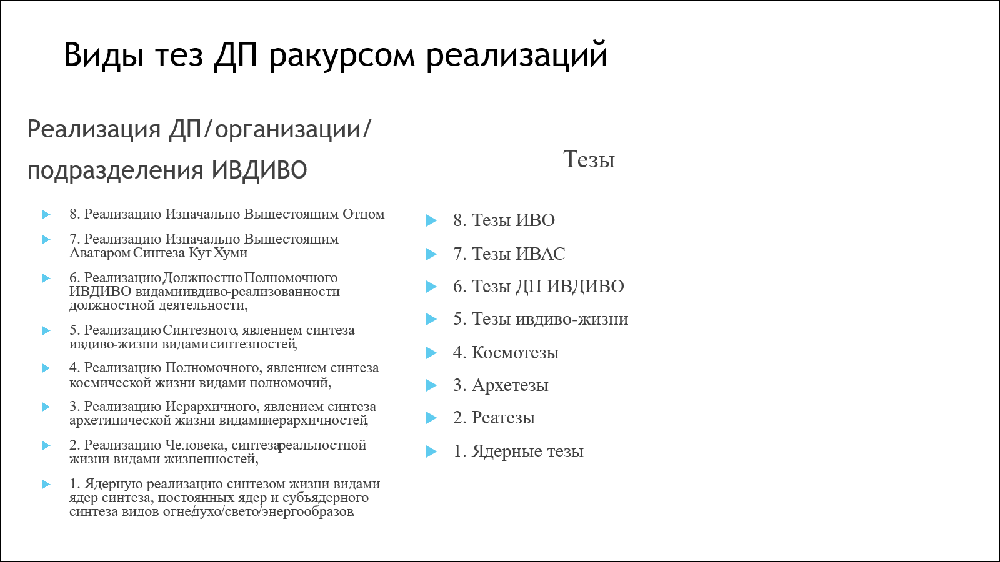 Виды тез ДП ракурсом реализаций
Реализация ДП/организации/
подразделения ИВДИВО
8. Реализацию Изначально Вышестоящим Отцом
7. Реализацию Изначально Вышестоящим
Аватаром Синтеза Кут Хуми
6. Реализацию Должностно Полномочного
ИВДИВО видами ивдиво-реализованности
должностной деятельности,
5. Реализацию Синтезного, явлением синтеза
ивдиво-жизни видами синтезностей,
4. Реализацию Полномочного, явлением синтеза
космической жизни видами полномочий,
3. Реализацию Иерархичного, явлением синтеза
архетипической жизни видами иерархичностей,
2. Реализацию Человека, синтеза реальностной
жизни видами жизненностей,
1. Ядерную реализацию синтезом жизни видами
ядер синтеза, постоянных ядер и субъядерного
синтеза видов огне/духо/свето/энергообразов.
Тезы
8. Тезы ИВО
7. Тезы ИВАС
6. Тезы ДП ИВДИВО
5. Тезы ивдиво-жизни
4. Космотезы
3. Архетезы
2. Реатезы
1. Ядерные тезы